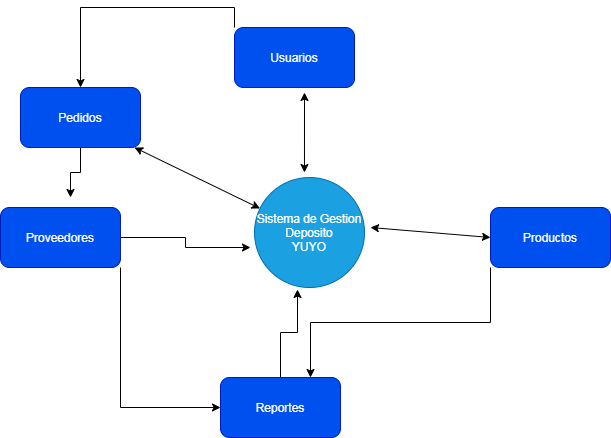 Usuarios
Pedidos
Sistema de Gestion
Deposito
YUYO
Proveedores
Productos
Reportes